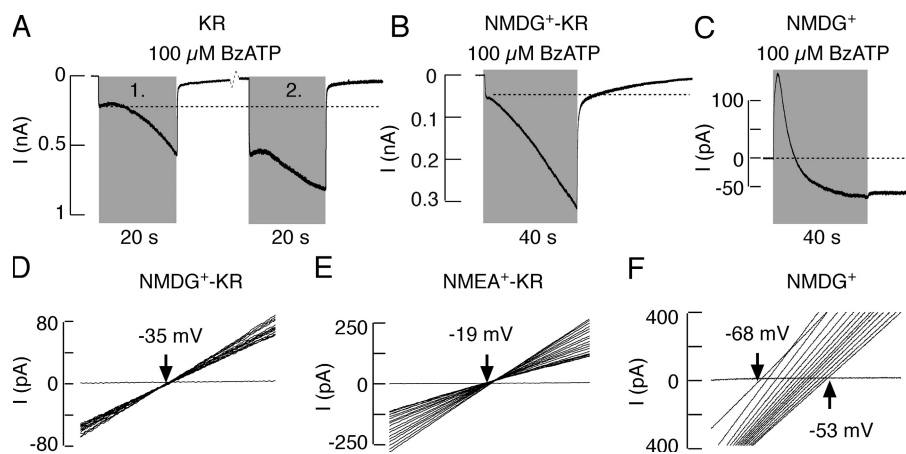 A
KR
100 µM BzATP
I (nA)
0
0.5
1
1.
2.
20 s
20 s
B
NMDG⁺-KR
100 µM BzATP
I (nA)
0
0.1
0.2
0.3
40 s
C
NMDG⁺
100 µM BzATP
I (pA)
100
0
-50
40 s
D
NMDG⁺-KR
I (pA)
80
0
-80
-35 mV
E
NMEA⁺-KR
I (pA)
250
0
-250
-19 mV
F
NMDG⁺
I (pA)
400
0
400
-68 mV
-53 mV